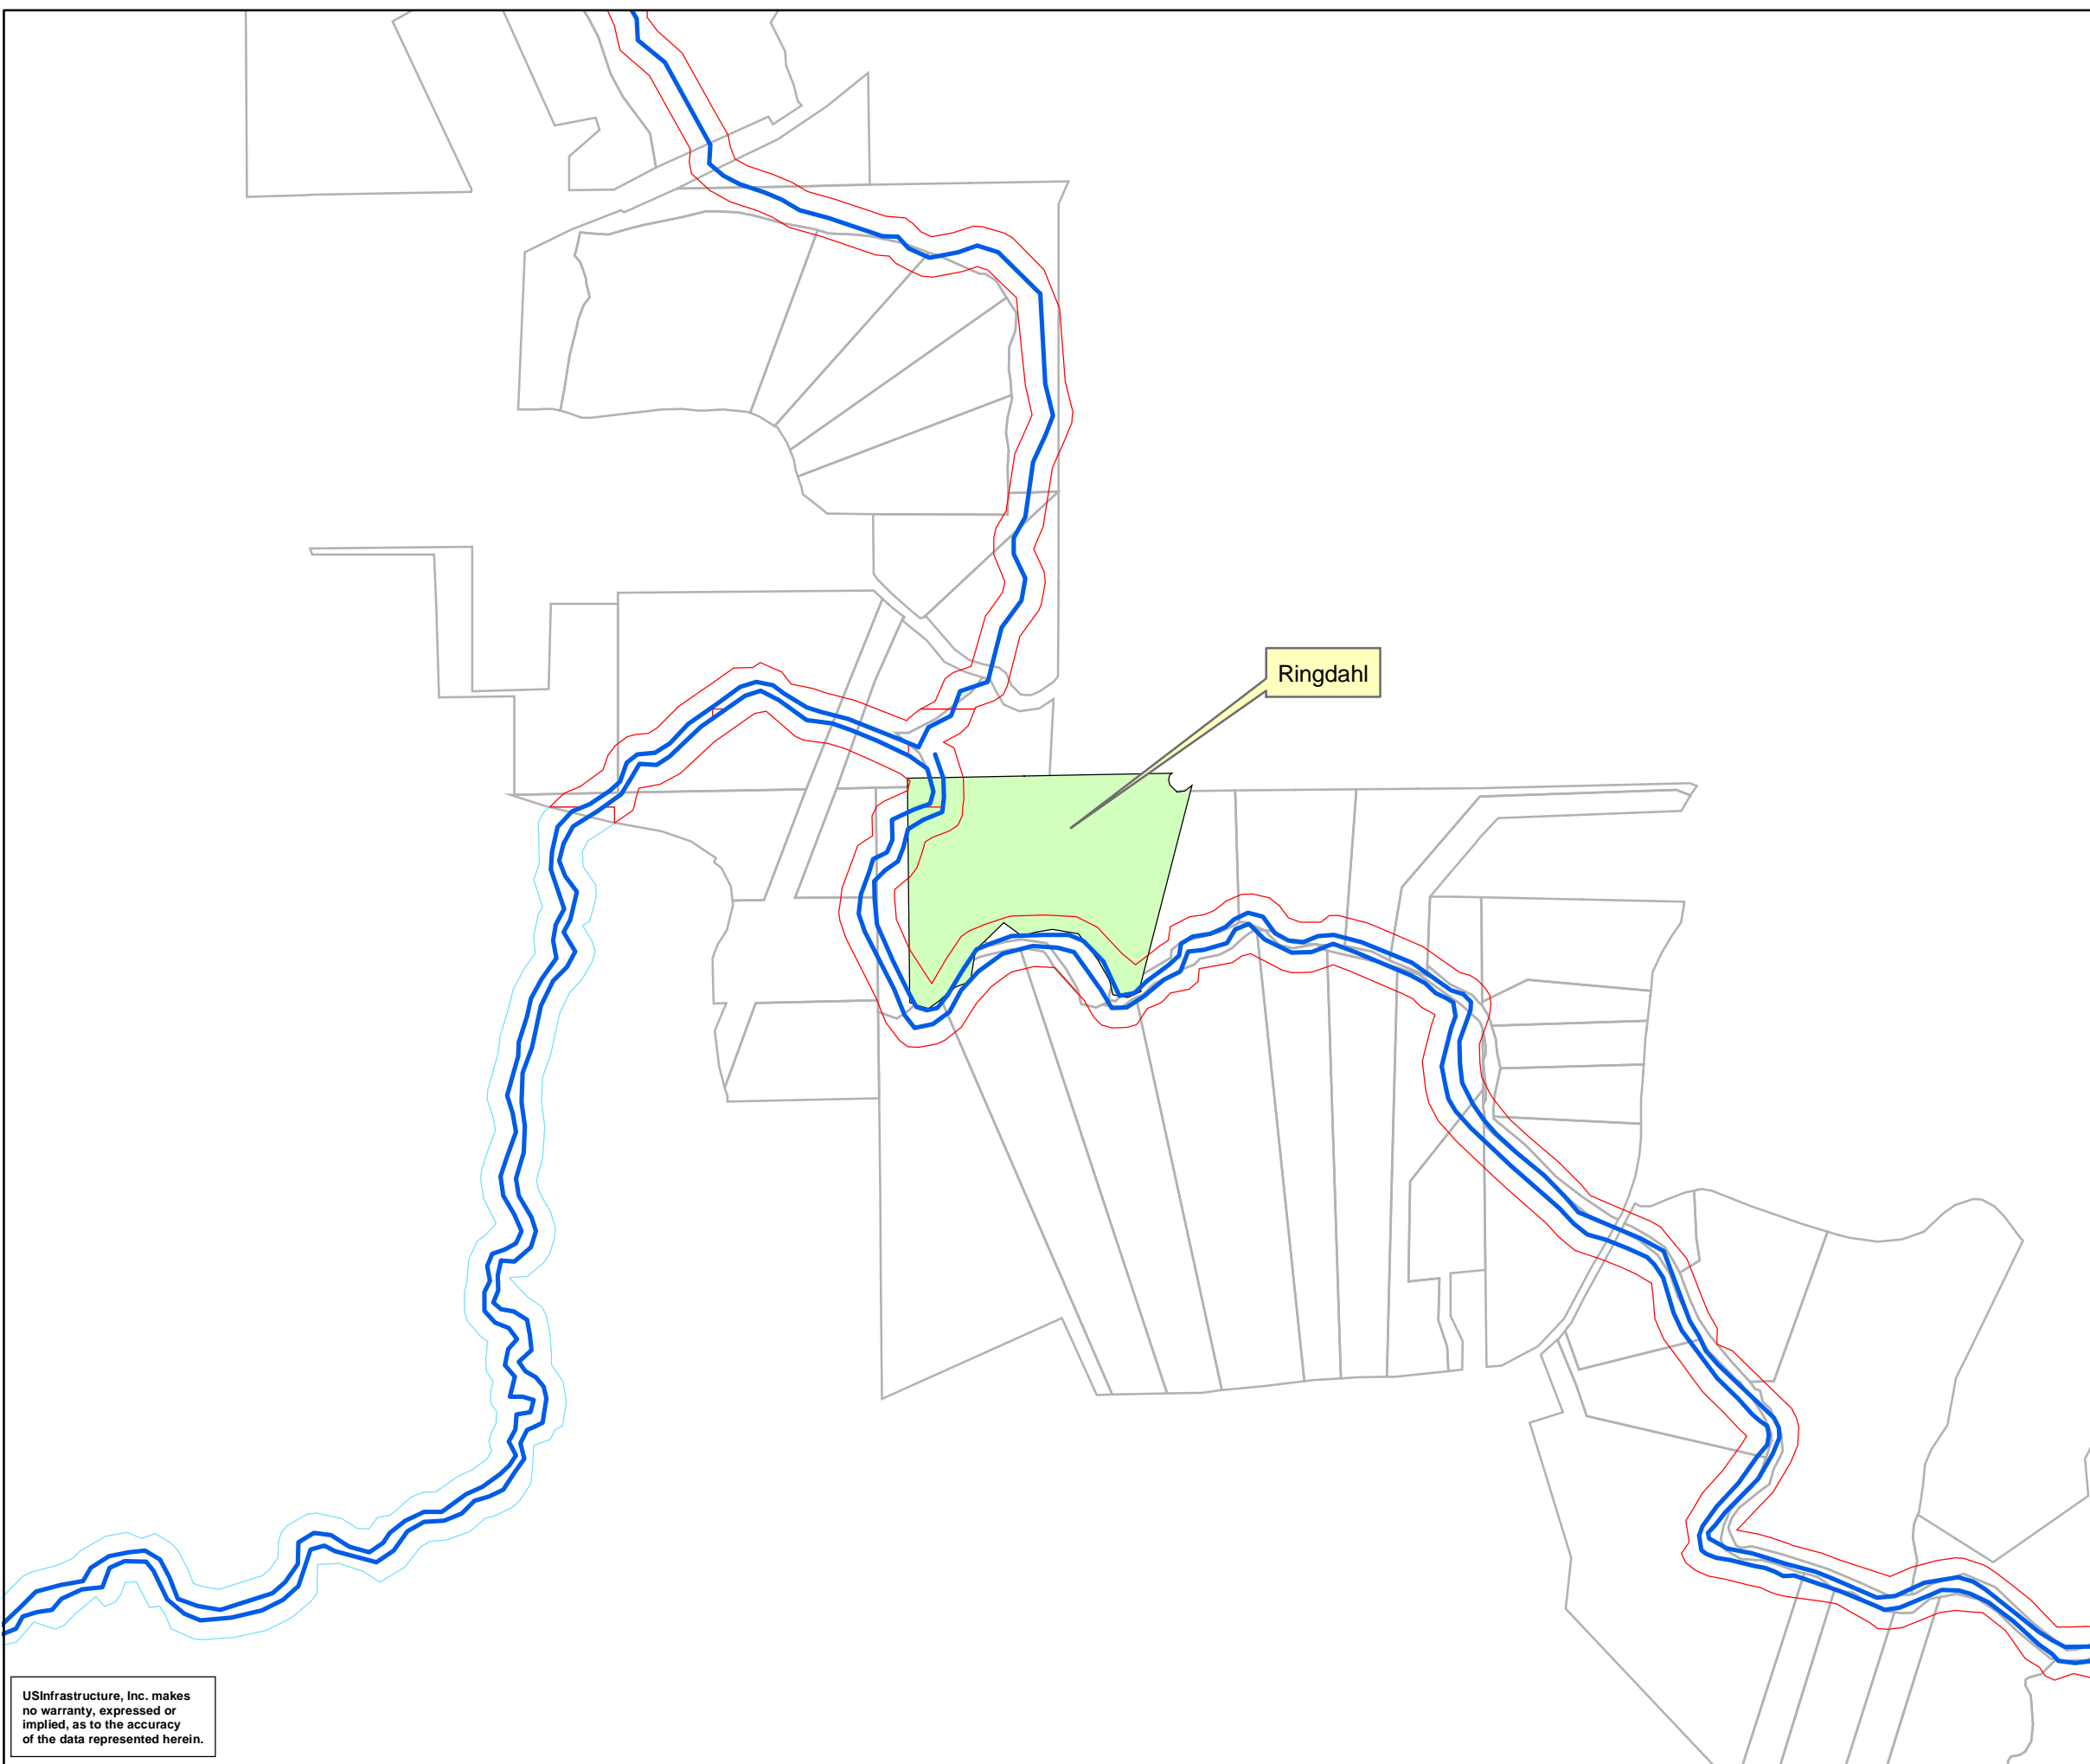 Ringdahl
USInfrastructure, Inc. makes
no warranty, expressed or
implied, as to the accuracy
of the data represented herein.